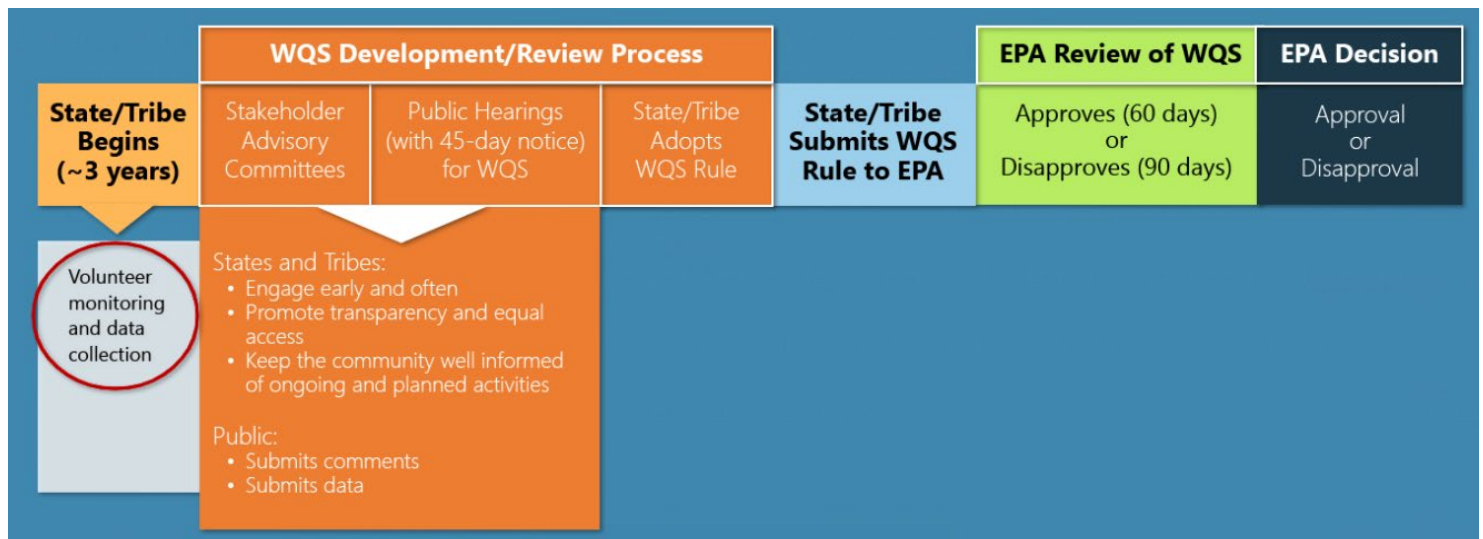 WQS Development/Review Process
EPA Review of WQS
EPA Decision
State/Tribe
Begins
(~3 years)
Stakeholder
Advisory
Committees
Public Hearings
(with 45-day notice)
for WQS
State/Tribe
Adopts
WQS Rule
State/Tribe
Submits WQS
Rule to EPA
Approves (60 days)
or
Disapproves (90 days)
Approval
or
Disapproval
Volunteer
monitoring
and data
collection
States and Tribes:
• Engage early and often
• Promote transparency and equal
access
• Keep the community well informed
of ongoing and planned activities
Public:
• Submits comments
• Submits data